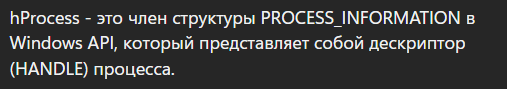 hProcess - это член структуры PROCESS_INFORMATION в
Windows API, который представляет собой дескриптор
(HANDLE) процесса.